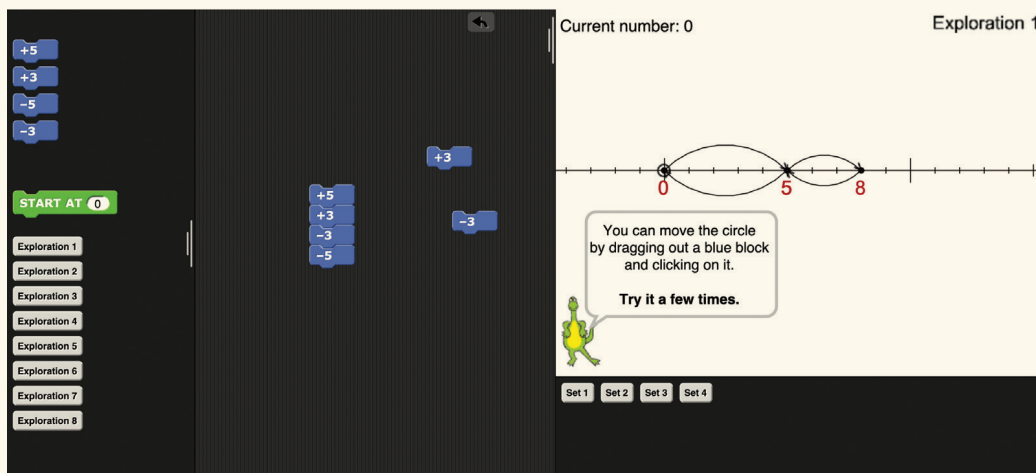 +5
+3
−5
−3
START AT 0
Exploration 1
Exploration 2
Exploration 3
Exploration 4
Exploration 5
Exploration 6
Exploration 7
Exploration 8
+3
+5
+3
−3
−5
−3
Current number: 0
Exploration 1
0 5 8
You can move the circle
by dragging out a blue block
and clicking on it.
Try it a few times.
Set 1 Set 2 Set 3 Set 4